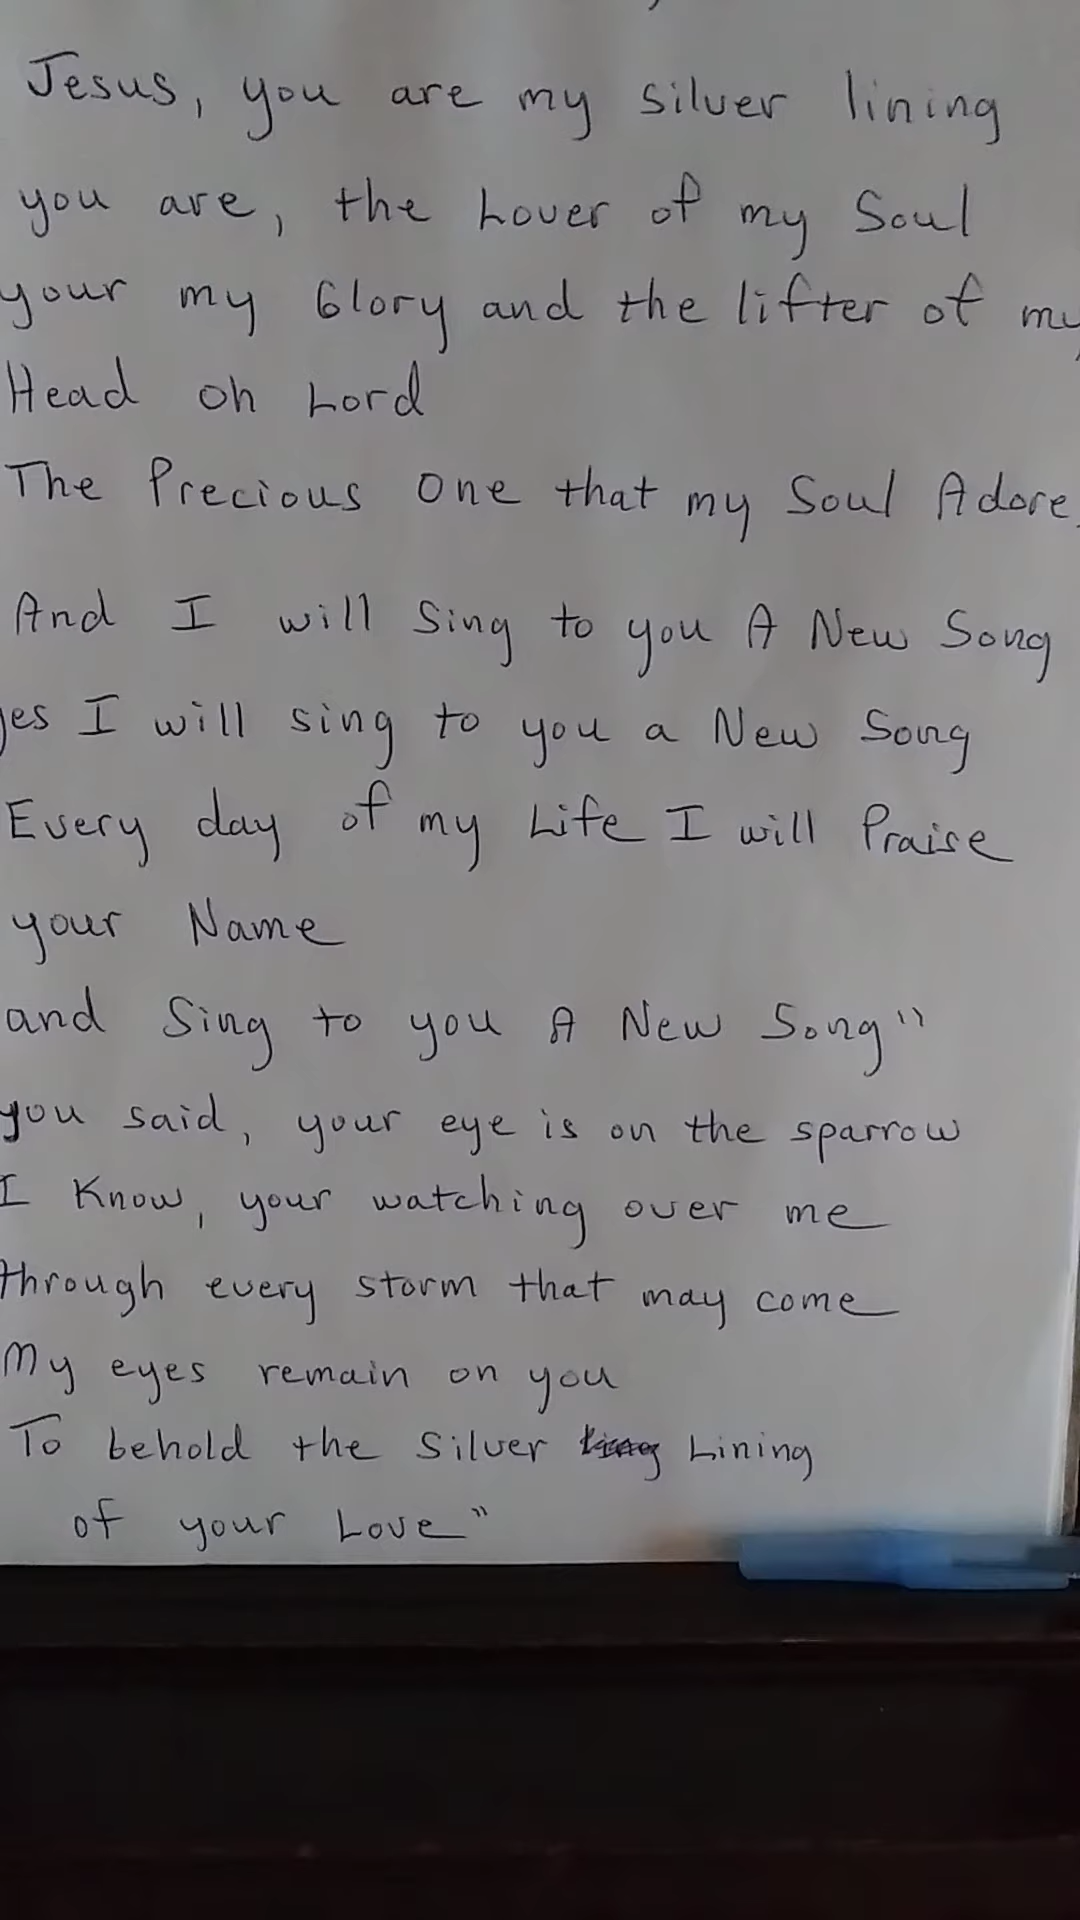 Jesus, you are my silver lining
you are, the Lover of my Soul
your my Glory and the lifter of my
Head oh Lord
The Precious One that my Soul Adore
And I will Sing to you A New Song
yes I will sing to you a New Song
Every day of my Life I will Praise
your Name
and Sing to you A New Song"
you said, your eye is on the sparrow
I Know, your watching over me
through every storm that may come
My eyes remain on you
To behold the Silver Lining
of your Love"